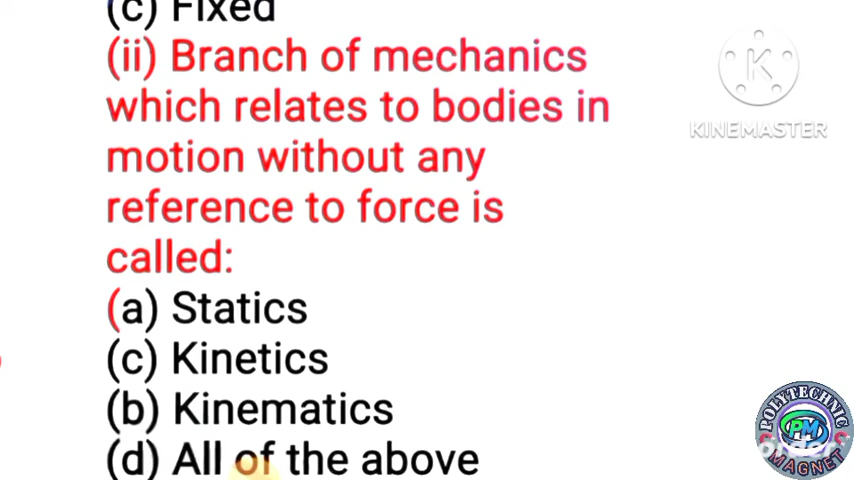 (c) Fixed
(ii) Branch of mechanics
which relates to bodies in
motion without any
reference to force is
called:
(a) Statics
(c) Kinetics
(b) Kinematics
(d) All of the above
K
KINEMASTER
POLYTECHNIC
PM
MAGNET